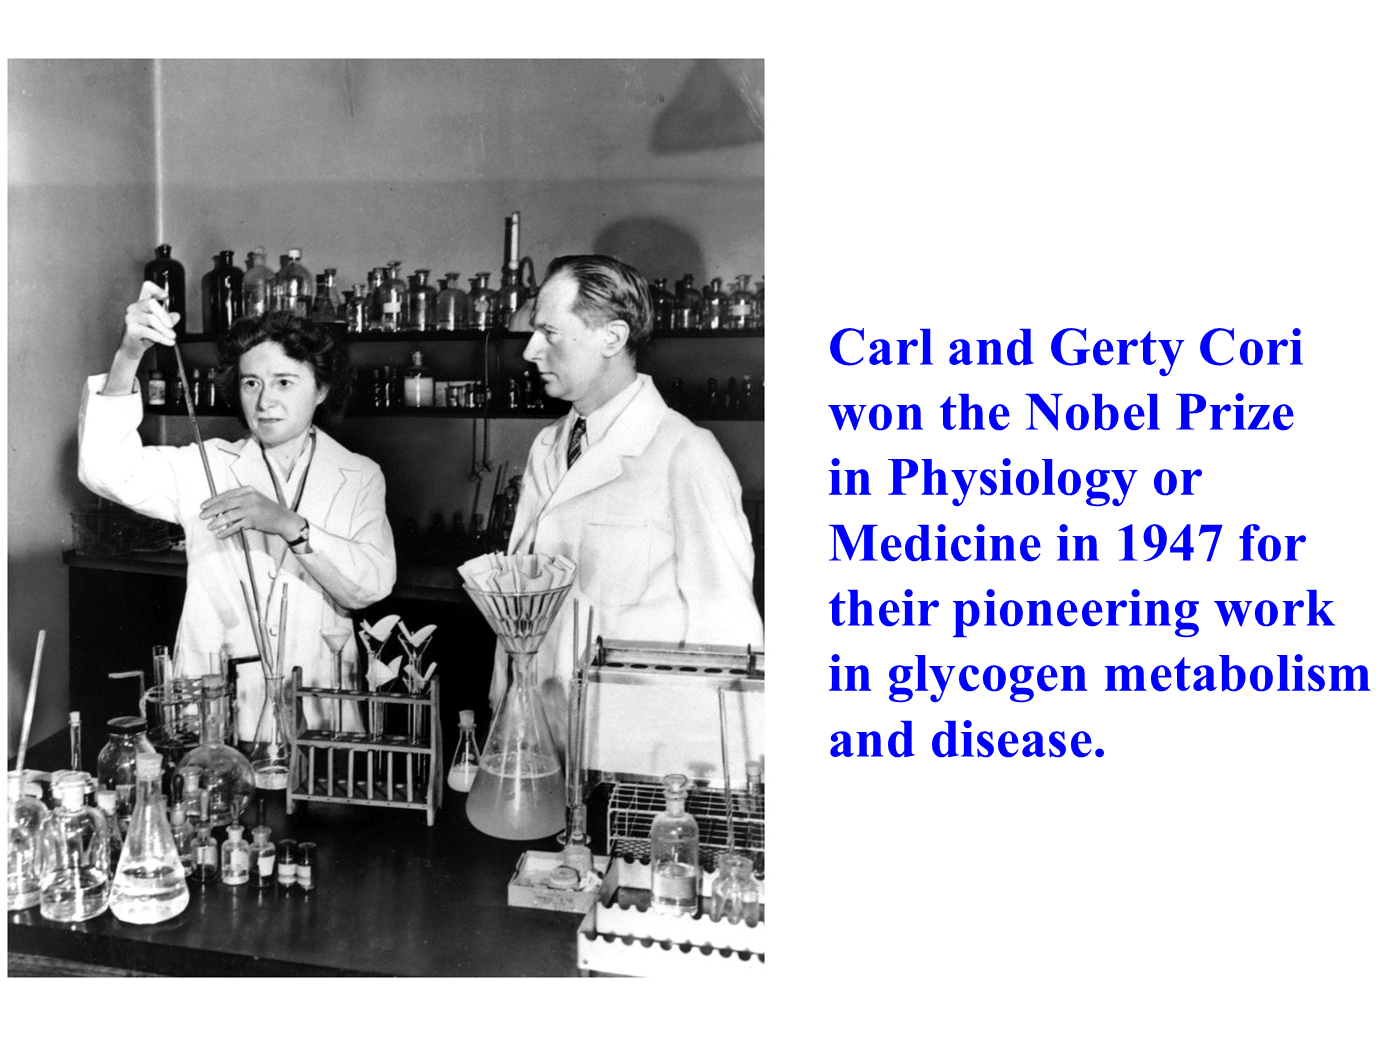 Carl and Gerty Cori
won the Nobel Prize
in Physiology or
Medicine in 1947 for
their pioneering work
in glycogen metabolism
and disease.